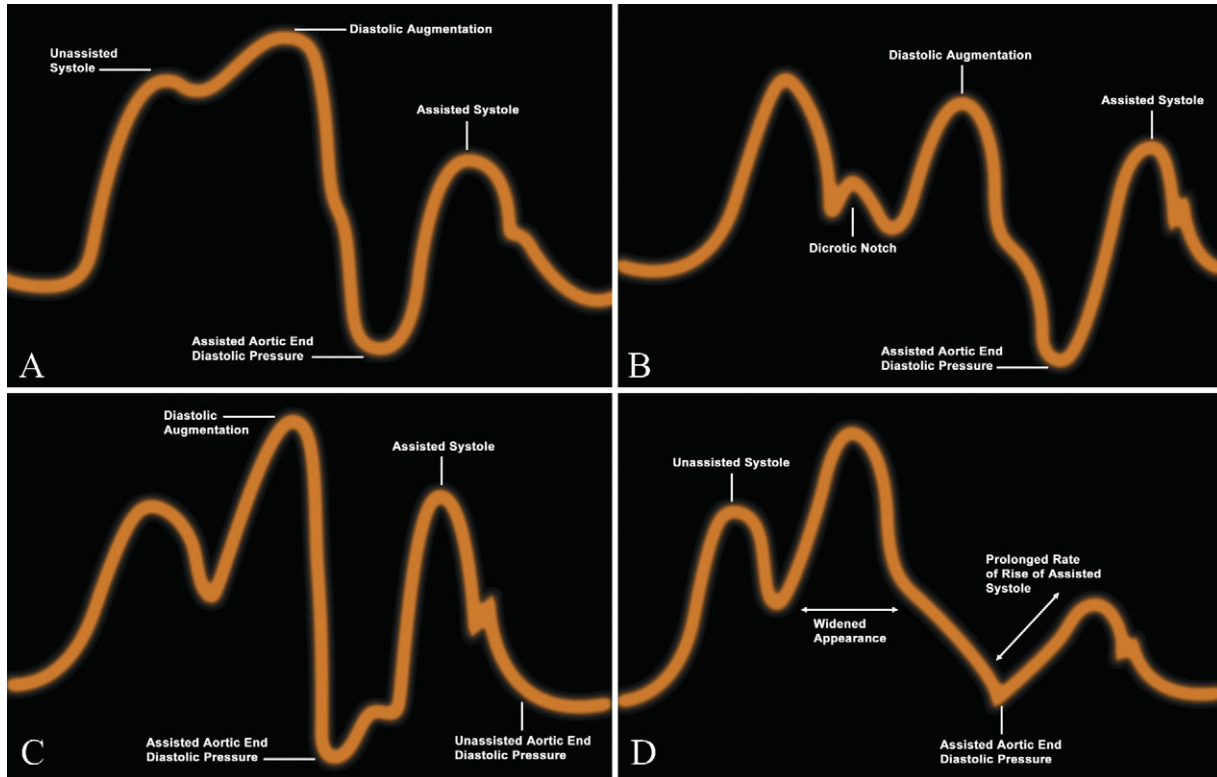 Diastolic Augmentation
Unassisted
Systole
Assisted Systole
Assisted Aortic End
Diastolic Pressure
A
Diastolic Augmentation
Assisted Systole
Dicrotic Notch
Assisted Aortic End
Diastolic Pressure
B
Diastolic
Augmentation
Assisted Systole
Assisted Aortic End
Diastolic Pressure
Unassisted Aortic End
Diastolic Pressure
C
Unassisted Systole
Prolonged Rate
of Rise of Assisted
Systole
Widened
Appearance
Assisted Aortic End
Diastolic Pressure
D